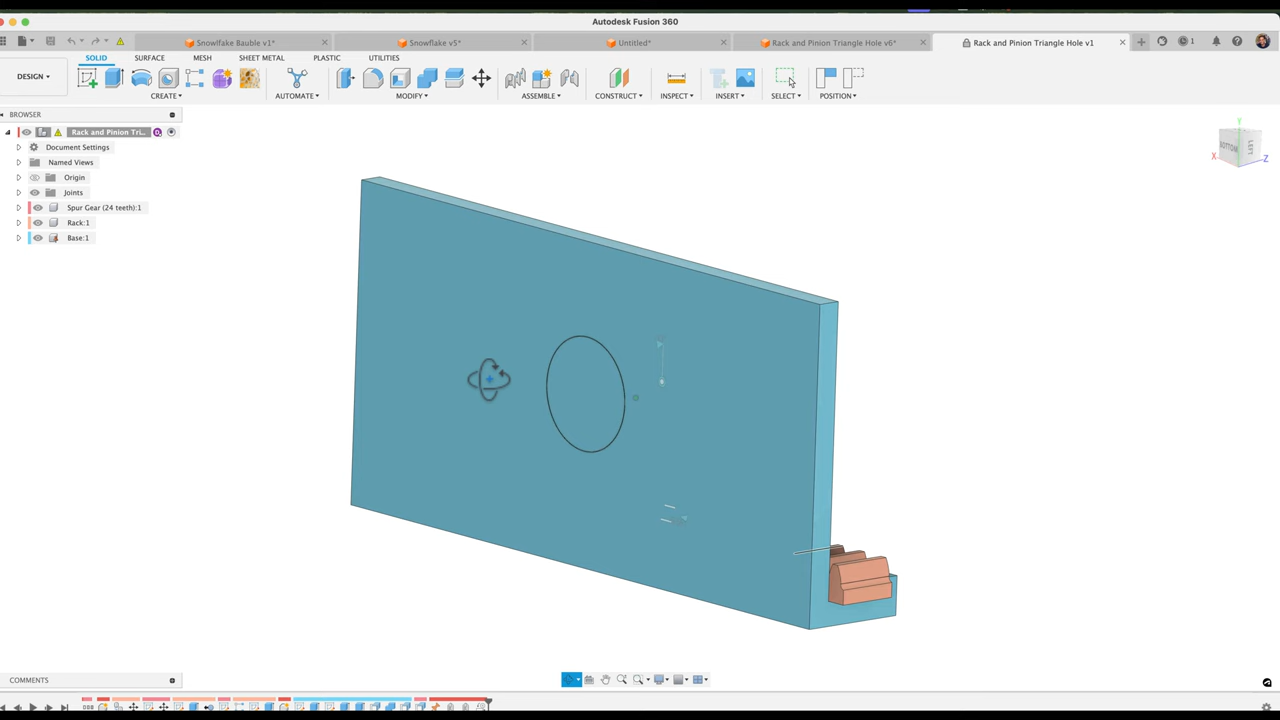 Autodesk Fusion 360
Snowflake Bauble v1*
Snowflake v5*
Untitled*
Rack and Pinion Triangle Hole v6*
Rack and Pinion Triangle Hole v1
1
SOLID
SURFACE
MESH
SHEET METAL
PLASTIC
UTILITIES
DESIGN
CREATE
AUTOMATE
MODIFY
ASSEMBLE
CONSTRUCT
INSPECT
INSERT
SELECT
POSITION
BROWSER
Rack and Pinion Tri...
Document Settings
Named Views
Origin
Joints
Spur Gear (24 teeth):1
Rack:1
Base:1
Y
BOTTOM
LEFT
X
Z
COMMENTS